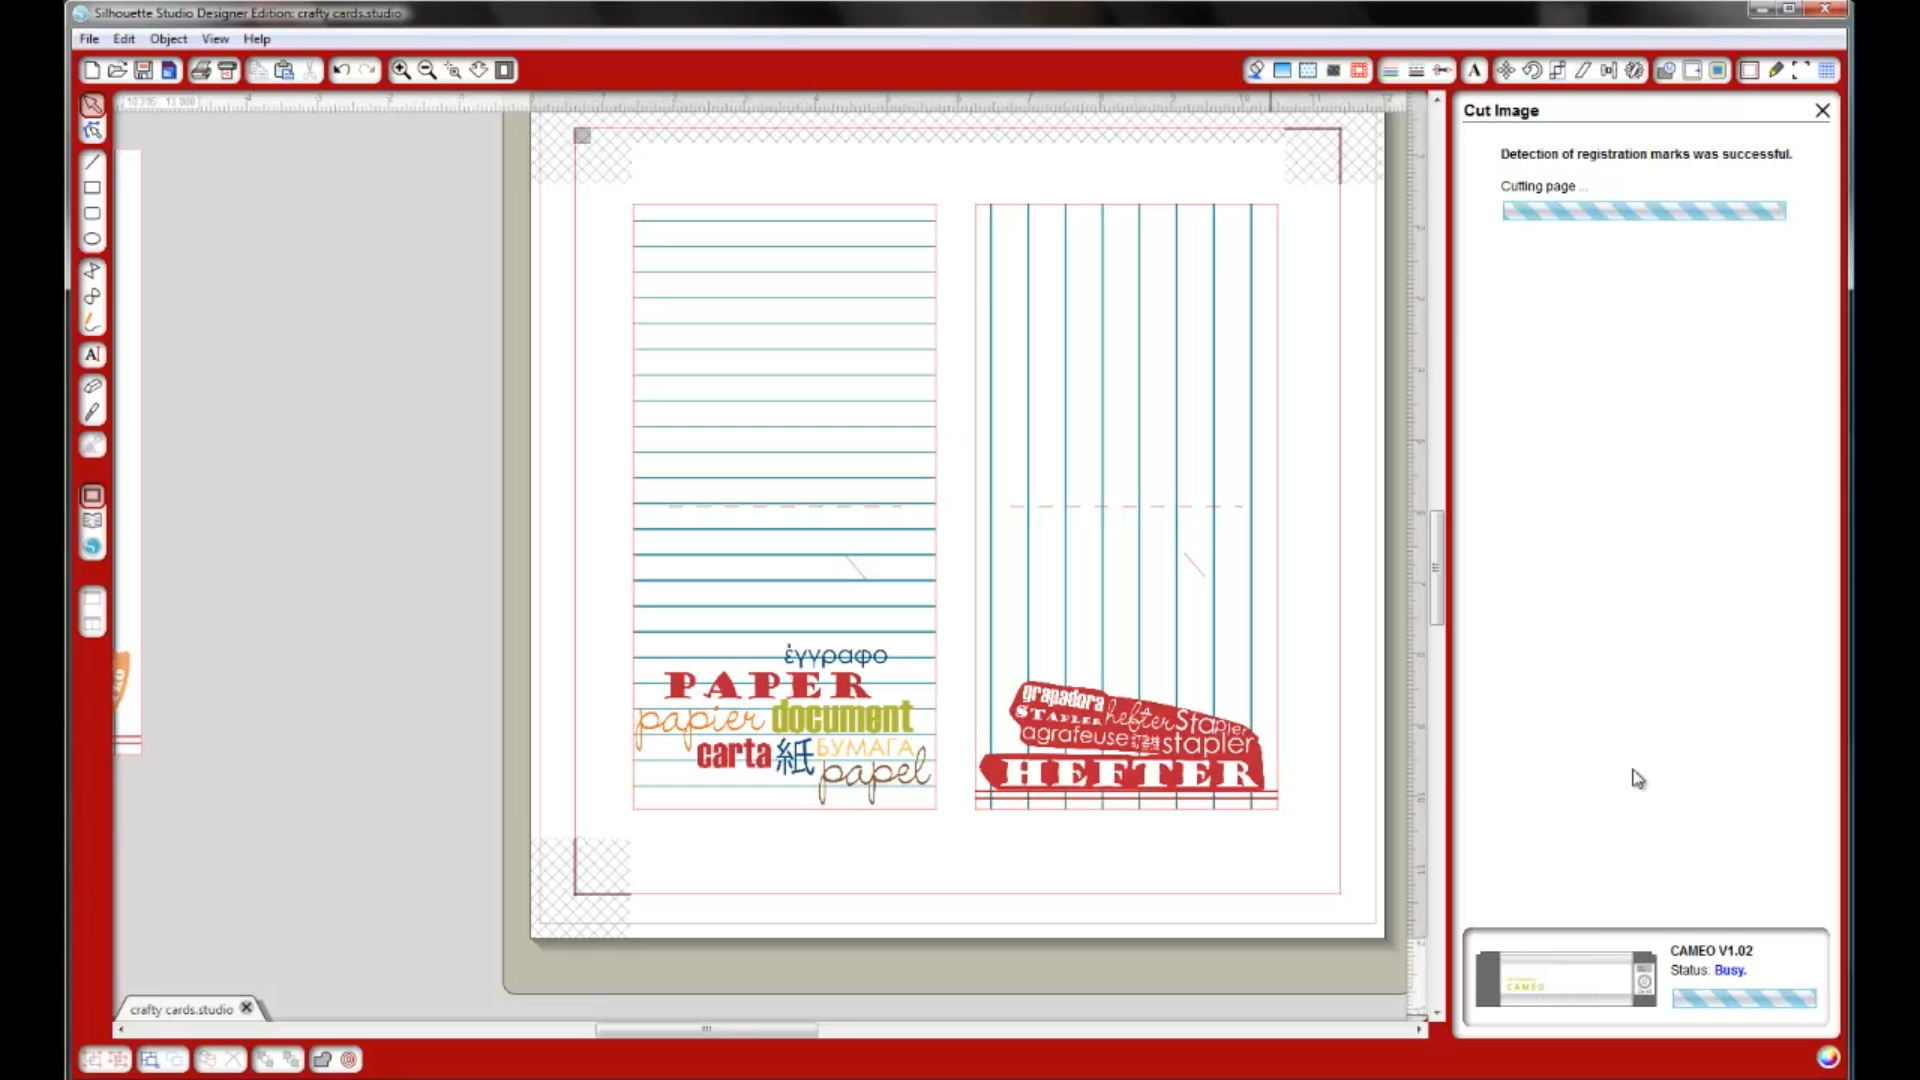 Silhouette Studio Designer Edition: crafty cards.studio
File Edit Object View Help
Cut Image
Detection of registration marks was successful.
Cutting page ...
έγγραφο
PAPER
papier document
carta 紙 БУМАГА
papel
grapadora
STAPLER hefter Stapler
agrafeuse stapler
HEFTER
CAMEO V1.02
Status: Busy.
CAMEO
crafty cards.studio